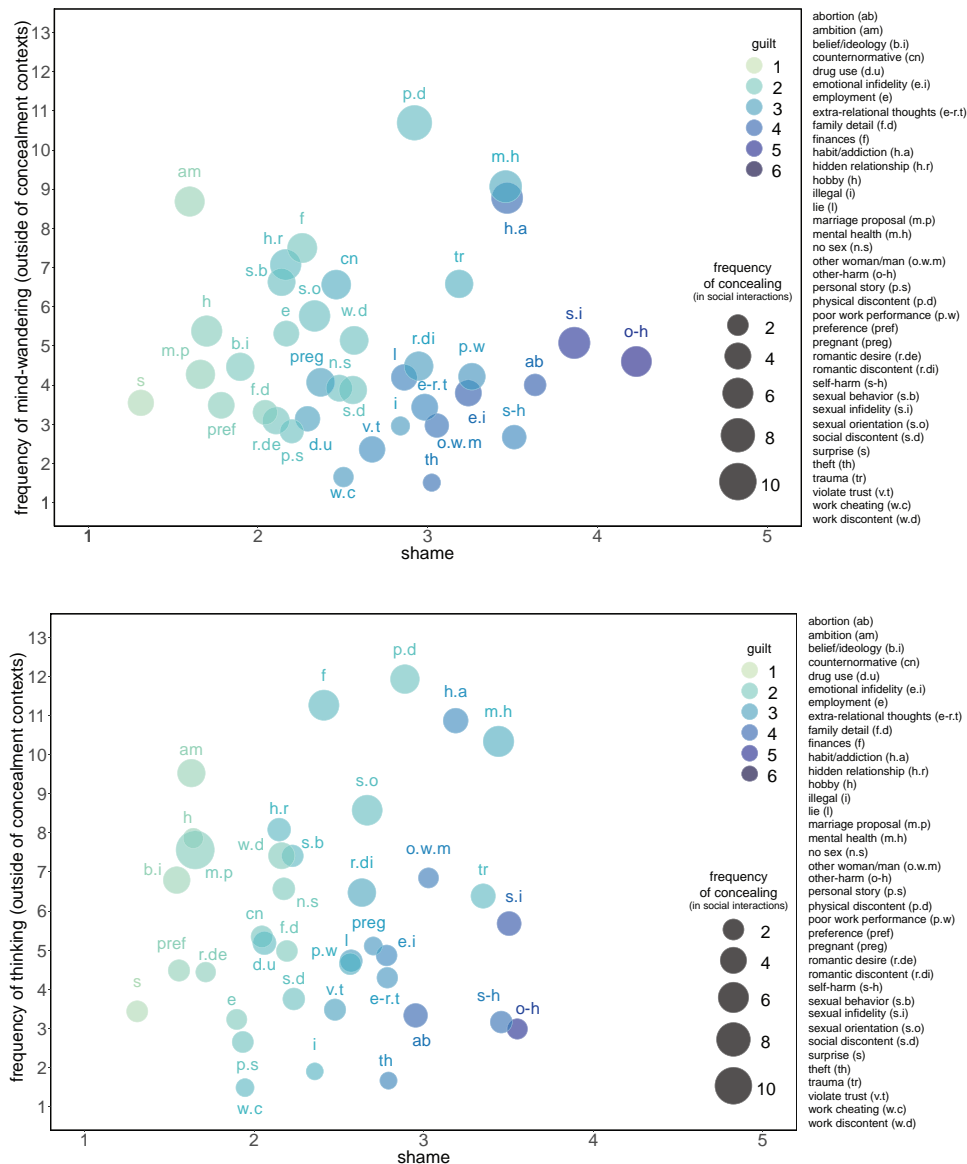 frequency of mind-wandering (outside of concealment contexts)
13
12
11
10
9
8
7
6
5
4
3
2
1
p.d
m.h
h.a
am
f
h.r
s.b
cn
tr
s.o
h
e
w.d
s.i
o-h
m.p
b.i
preg
n.s
l
r.di
p.w
ab
s
f.d
s.d
e-r.t
e.i
pref
r.de
p.s
d.u
v.t
i
o.w.m
s-h
w.c
th
1
2
3
4
5
shame
guilt
1
2
3
4
5
6
frequency
of concealing
(in social interactions)
2
4
6
8
10
abortion (ab)
ambition (am)
belief/ideology (b.i)
counternormative (cn)
drug use (d.u)
emotional infidelity (e.i)
employment (e)
extra-relational thoughts (e-r.t)
family detail (f.d)
finances (f)
habit/addiction (h.a)
hidden relationship (h.r)
hobby (h)
illegal (i)
lie (l)
marriage proposal (m.p)
mental health (m.h)
no sex (n.s)
other woman/man (o.w.m)
other-harm (o-h)
personal story (p.s)
physical discontent (p.d)
poor work performance (p.w)
preference (pref)
pregnant (preg)
romantic desire (r.de)
romantic discontent (r.di)
self-harm (s-h)
sexual behavior (s.b)
sexual infidelity (s.i)
sexual orientation (s.o)
social discontent (s.d)
surprise (s)
theft (th)
trauma (tr)
violate trust (v.t)
work cheating (w.c)
work discontent (w.d)
frequency of thinking (outside of concealment contexts)
13
12
11
10
9
8
7
6
5
4
3
2
1
p.d
f
h.a
m.h
am
s.o
h
h.r
w.d
s.b
b.i
m.p
r.di
o.w.m
tr
n.s
s.i
cn
f.d
preg
pref
r.de
d.u
p.w
l
e.i
s
s.d
v.t
e-r.t
e
ab
s-h
o-h
p.s
i
th
w.c
1
2
3
4
5
shame
guilt
1
2
3
4
5
6
frequency
of concealing
(in social interactions)
2
4
6
8
10
abortion (ab)
ambition (am)
belief/ideology (b.i)
counternormative (cn)
drug use (d.u)
emotional infidelity (e.i)
employment (e)
extra-relational thoughts (e-r.t)
family detail (f.d)
finances (f)
habit/addiction (h.a)
hidden relationship (h.r)
hobby (h)
illegal (i)
lie (l)
marriage proposal (m.p)
mental health (m.h)
no sex (n.s)
other woman/man (o.w.m)
other-harm (o-h)
personal story (p.s)
physical discontent (p.d)
poor work performance (p.w)
preference (pref)
pregnant (preg)
romantic desire (r.de)
romantic discontent (r.di)
self-harm (s-h)
sexual behavior (s.b)
sexual infidelity (s.i)
sexual orientation (s.o)
social discontent (s.d)
surprise (s)
theft (th)
trauma (tr)
violate trust (v.t)
work cheating (w.c)
work discontent (w.d)